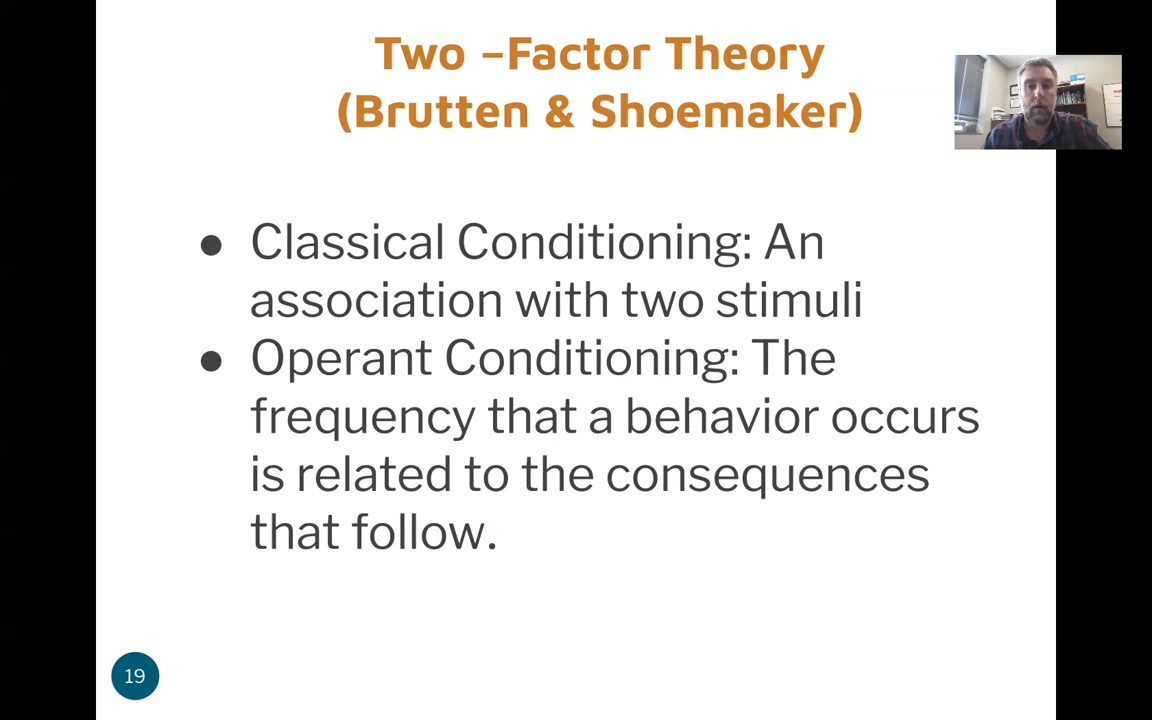 Two –Factor Theory
(Brutten & Shoemaker)
● Classical Conditioning: An
association with two stimuli
● Operant Conditioning: The
frequency that a behavior occurs
is related to the consequences
that follow.
19